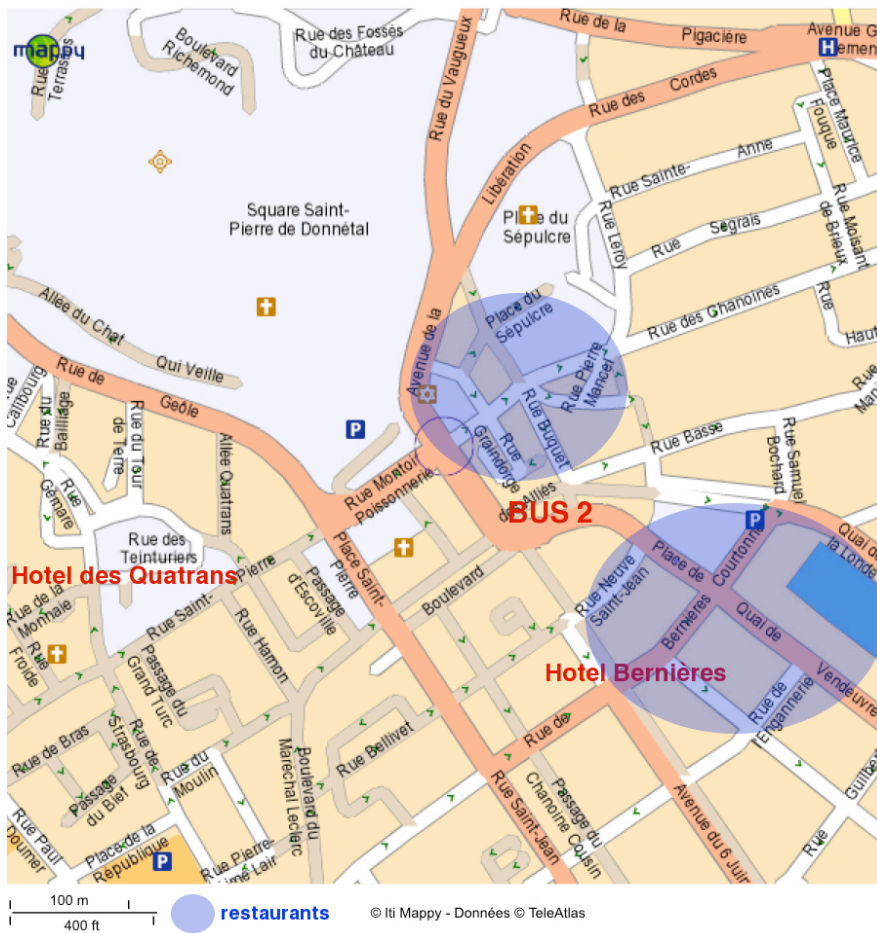 mappy
Rue
Terrasses
Boulevard
Richemond
Rue des Fossés
du Château
Rue du Vaugueux
Rue de la
Pigacière
Avenue G
emen
H
Rue des
Cordes
Libération
Place Maurice
Fouque
Rue Sainte-
Anne
Square Saint-
Pierre de Donnétal
Pl e du
Sépulcre
Rue Leroy
Rue
Segrais
Rue Moisant
de Brieux
Allée du Chat
Qui Veille
Avenue de la
Place du
Sépulcre
Rue des Chanoines
Rue
Haut
Rue de
Geôle
Rue Pierre
Mancel
Rue
Man
ue
Calibourg
Rue du
Bailliage
Rue du Tour
de Terre
Allée Quatrans
P
Rue Buquet
Rue
Graindorge
Rue Basse
Rue Samuel
Bochard
Rue
Gémare
Rue Montoir
Poissonnerie
des Alliés
BUS 2
P
Rue des
Teinturiers
Quai de
la Londe
Hotel des Quatrans
Pierre
Place Saint-
Pierre
Passage
d'Escoville
Boulevard
Rue Neuve
Saint-Jean
Place de
Courtonne
Rue de la
Monnaie
Rue Saint-
Rue Hamon
Bernières
Quai de
Vendeuvre
Rue
Froide
Passage du
Grand Turc
Hotel Bernières
Rue de
l'Engannerie
Rue de Bras
Rue de
Strasbourg
Rue du
Moulin
Boulevard du
Marechal Leclerc
Rue Bellivet
Rue de
Passage
du Bief
Rue Saint-Jean
Passage du
Chanoine Cousin
Avenue du 6 Juin
Rue
Guilber
Rue Paul
Doumer
Place de la
République
P
Rue Pierre
Aimé Lair
100 m
400 ft
restaurants
© Iti Mappy - Données © TeleAtlas